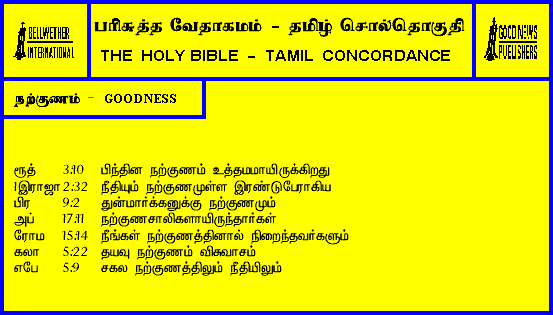 BELLWETHER
INTERNATIONAL
பரிசுத்த வேதாகமம் - தமிழ் சொல்தொகுதி
THE HOLY BIBLE - TAMIL CONCORDANCE
GOOD NEWS
PUBLISHERS
நற்குணம் - GOODNESS
ரூத் 3:10 பிந்தின நற்குணம் உத்தமமாயிருக்கிறது
1இராஜா 2:32 நீதியும் நற்குணமுள்ள இரண்டுபேராகிய
பிர 9:2 துன்மார்க்கனுக்கு நற்குணமும்
அப் 17:11 நற்குணசாலிகளாயிருந்தார்கள்
ரோம 15:14 நீங்கள் நற்குணத்தினால் நிறைந்தவர்களும்
கலா 5:22 தயவு நற்குணம் விசுவாசம்
எபே 5:9 சகல நற்குணத்திலும் நீதியிலும்